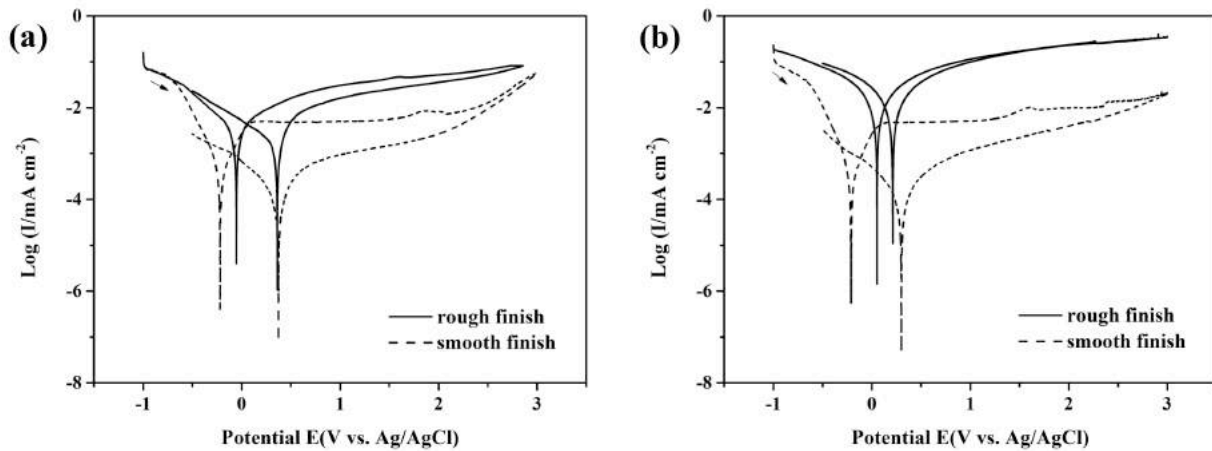 (a)
0
-2
-4
-6
-8
Log (I/mA cm-2)
rough finish
smooth finish
-1 0 1 2 3
Potential E(V vs. Ag/AgCl)
(b)
0
-2
-4
-6
-8
Log (I/mA cm-2)
rough finish
smooth finish
-1 0 1 2 3
Potential E(V vs. Ag/AgCl)